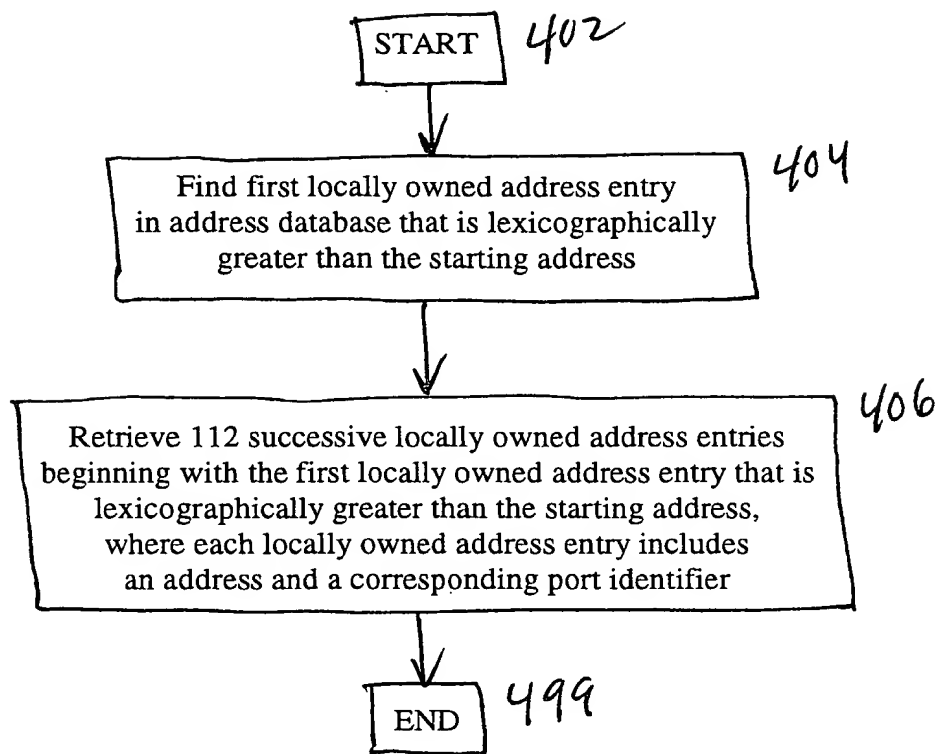 START 402
404
Find first locally owned address entry
in address database that is lexicographically
greater than the starting address
406
Retrieve 112 successive locally owned address entries
beginning with the first locally owned address entry that is
lexicographically greater than the starting address,
where each locally owned address entry includes
an address and a corresponding port identifier
END 499